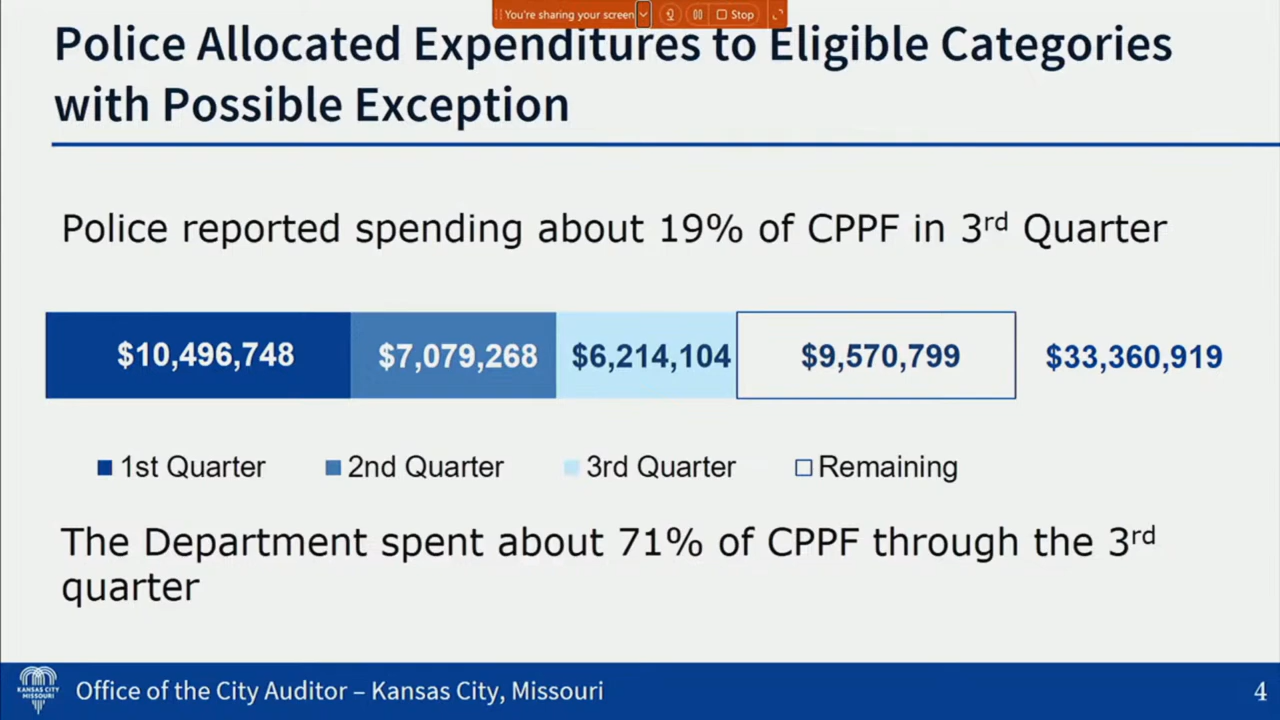 You're sharing your screen
Stop
Police Allocated Expenditures to Eligible Categories
with Possible Exception
Police reported spending about 19% of CPPF in 3rd Quarter
$10,496,748 $7,079,268 $6,214,104 $9,570,799 $33,360,919
1st Quarter 2nd Quarter 3rd Quarter Remaining
The Department spent about 71% of CPPF through the 3rd
quarter
KANSAS CITY
MISSOURI
Office of the City Auditor – Kansas City, Missouri
4